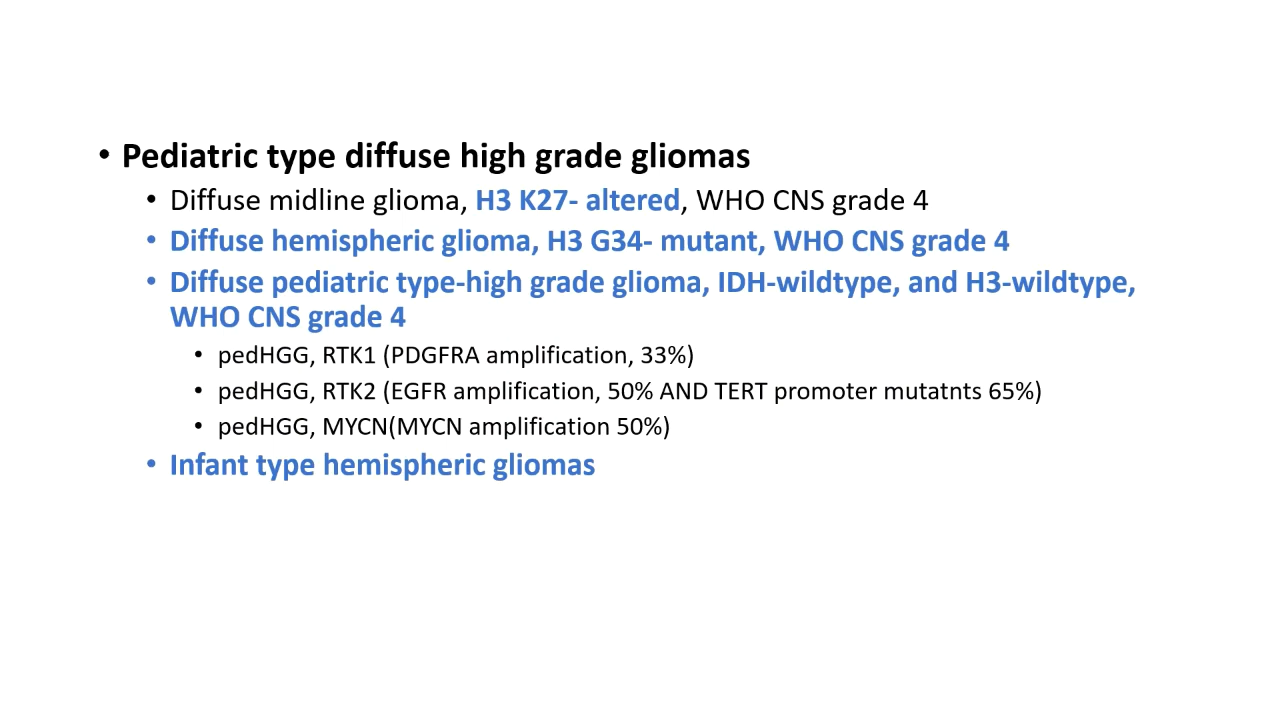 • Pediatric type diffuse high grade gliomas
• Diffuse midline glioma, H3 K27- altered, WHO CNS grade 4
• Diffuse hemispheric glioma, H3 G34- mutant, WHO CNS grade 4
• Diffuse pediatric type-high grade glioma, IDH-wildtype, and H3-wildtype,
WHO CNS grade 4
• pedHGG, RTK1 (PDGFRA amplification, 33%)
• pedHGG, RTK2 (EGFR amplification, 50% AND TERT promoter mutatnts 65%)
• pedHGG, MYCN(MYCN amplification 50%)
• Infant type hemispheric gliomas